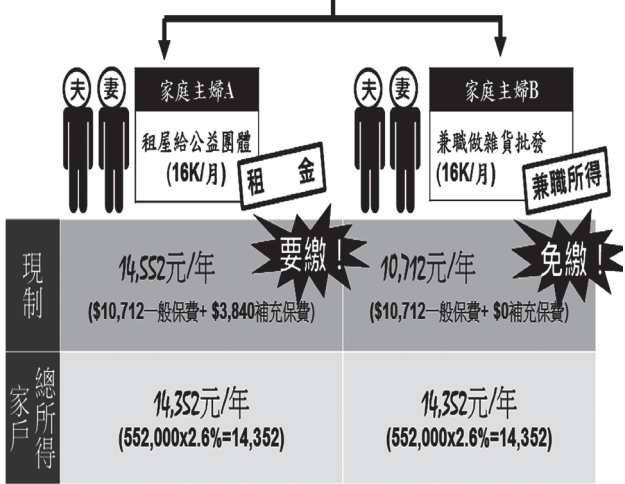 夫 妻 家庭主婦A
租屋給公益團體
(16K/月)
租 金
夫 妻 家庭主婦B
兼職做雜貨批發
(16K/月)
兼職所得
現制
14,552元/年
($10,712一般保費+ $3,840補充保費)
要繳！
10,712元/年
($10,712一般保費+ $0補充保費)
免繳！
家戶總所得
14,352元/年
(552,000x2.6%=14,352)
14,352元/年
(552,000x2.6%=14,352)